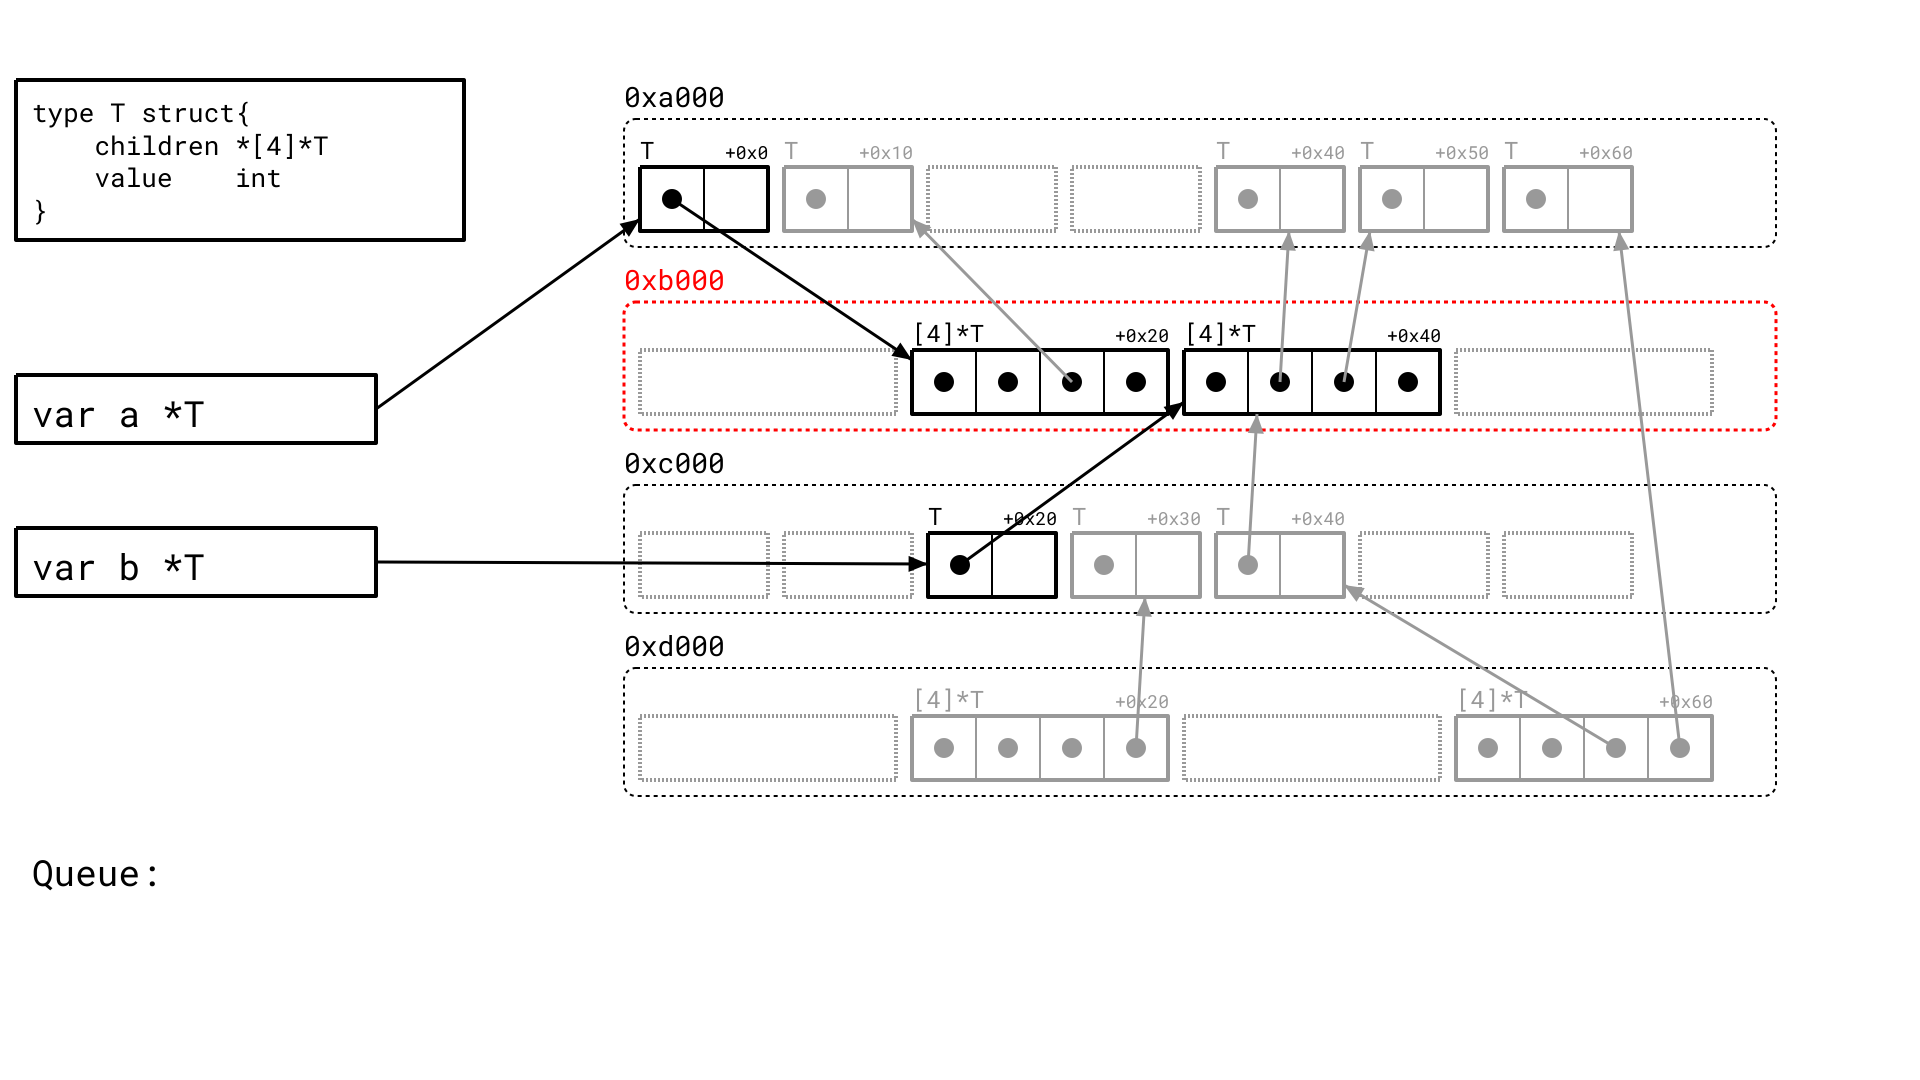 type T struct{
    children *[4]*T
    value    int
}
var a *T
var b *T
0xa000
T +0x0 T +0x10 T +0x40 T +0x50 T +0x60
0xb000
[4]*T +0x20 [4]*T +0x40
0xc000
T +0x20 T +0x30 T +0x40
0xd000
[4]*T +0x20 [4]*T +0x60
Queue: